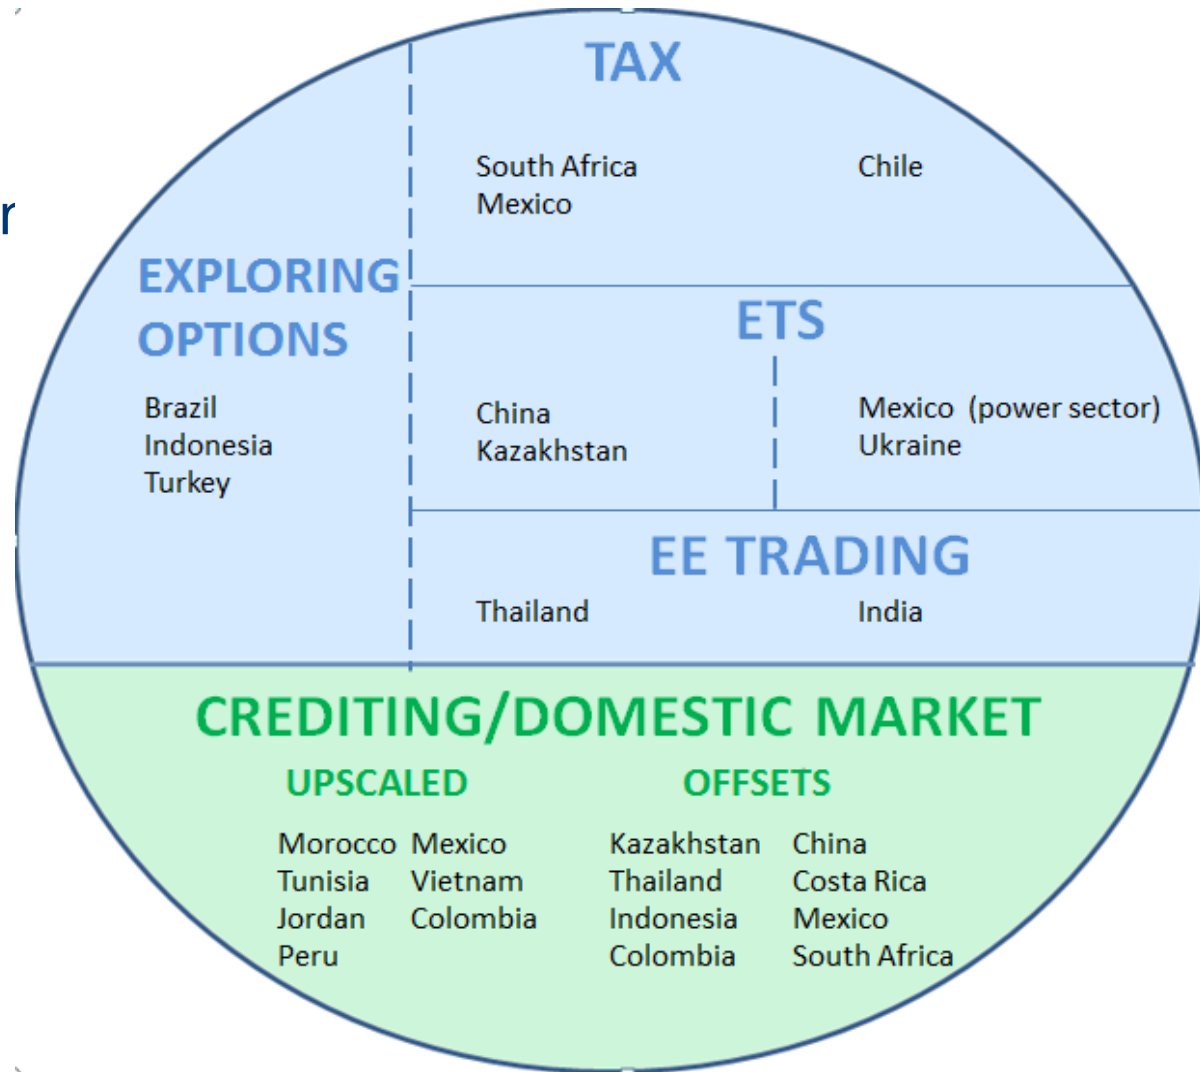 TAX
South Africa
Mexico
Chile
r
EXPLORING
OPTIONS
Brazil
Indonesia
Turkey
ETS
China
Kazakhstan
Mexico (power sector)
Ukraine
EE TRADING
Thailand
India
CREDITING/DOMESTIC MARKET
UPSCALED
Morocco Mexico
Tunisia Vietnam
Jordan Colombia
Peru
OFFSETS
Kazakhstan China
Thailand Costa Rica
Indonesia Mexico
Colombia South Africa